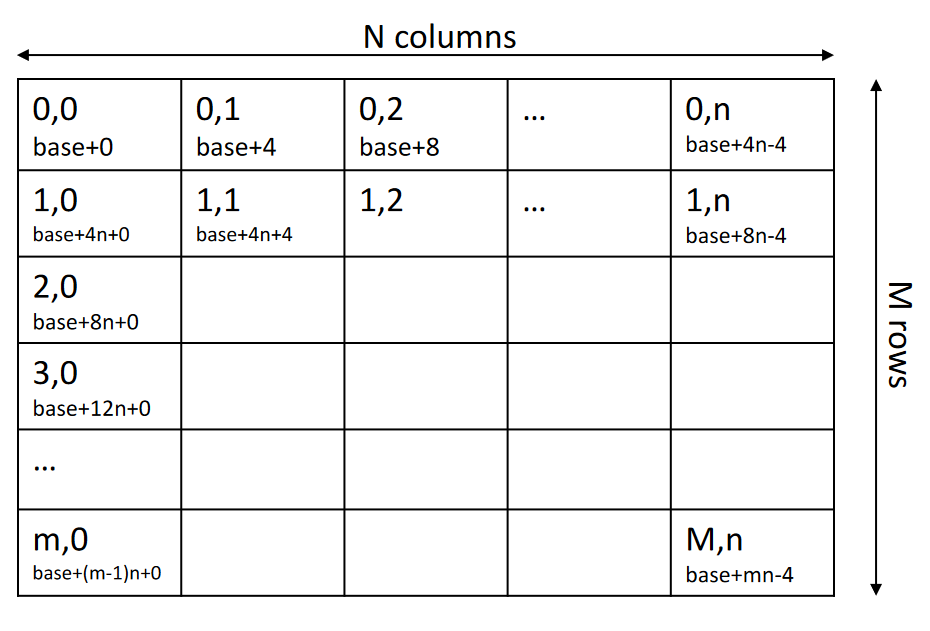 N columns
0,0
base+0
0,1
base+4
0,2
base+8
...
0,n
base+4n-4
1,0
base+4n+0
1,1
base+4n+4
1,2
...
1,n
base+8n-4
2,0
base+8n+0
3,0
base+12n+0
...
m,0
base+(m-1)n+0
M,n
base+mn-4
M rows